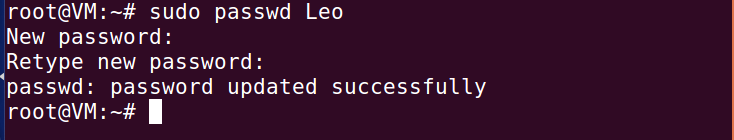 root@VM:~# sudo passwd Leo
New password:
Retype new password:
passwd: password updated successfully
root@VM:~#